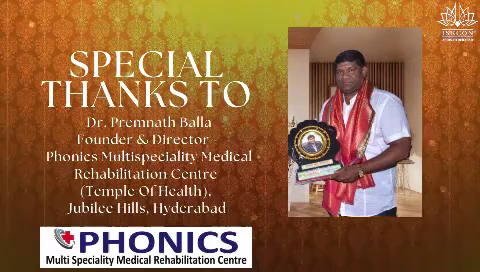 SPECIAL
THANKS TO
Dr. Premnath Balla
Founder & Director
Phonics Multispeciality Medical
Rehabilitation Centre
(Temple Of Health),
Jubilee Hills, Hyderabad
PHONICS
Multi Speciality Medical Rehabilitation Centre
ISKCON